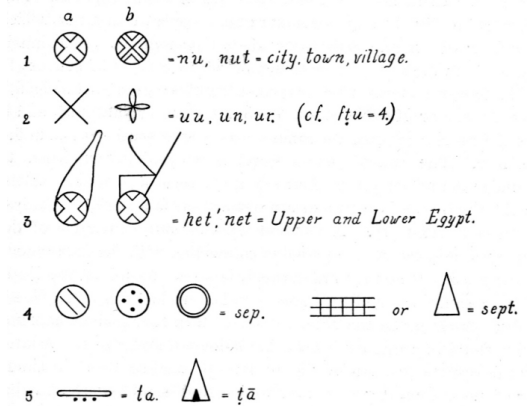 a b
1 = nu, nut = city, town, village.
2 = uu, un, ur. (cf. fṭu = 4.)
3 = ḥet', net = Upper and Lower Egypt.
4 = sep. or = sept.
5 = ta. = ṭā